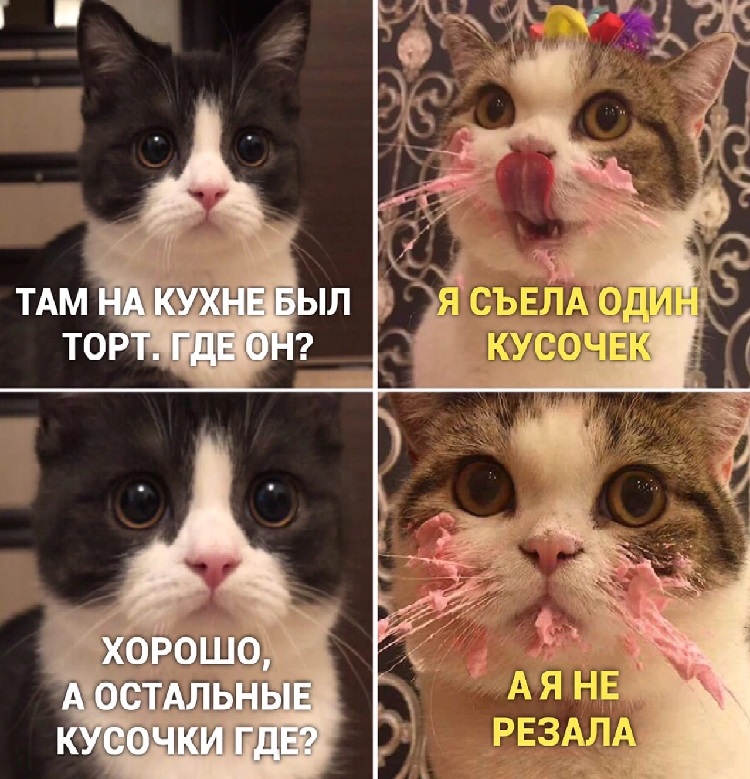 ТАМ НА КУХНЕ БЫЛ
ТОРТ. ГДЕ ОН?
Я СЪЕЛА ОДИН
КУСОЧЕК
ХОРОШО,
А ОСТАЛЬНЫЕ
КУСОЧКИ ГДЕ?
А Я НЕ
РЕЗАЛА